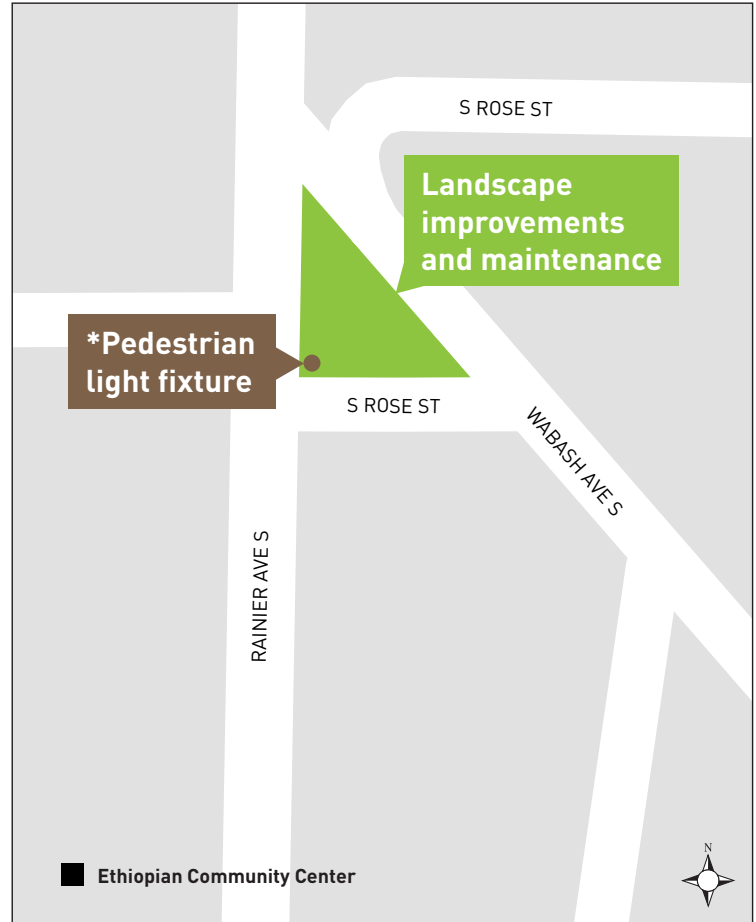 S ROSE ST
Landscape
improvements
and maintenance
*Pedestrian
light fixture
S ROSE ST
WABASH AVE S
RAINIER AVE S
Ethiopian Community Center
N